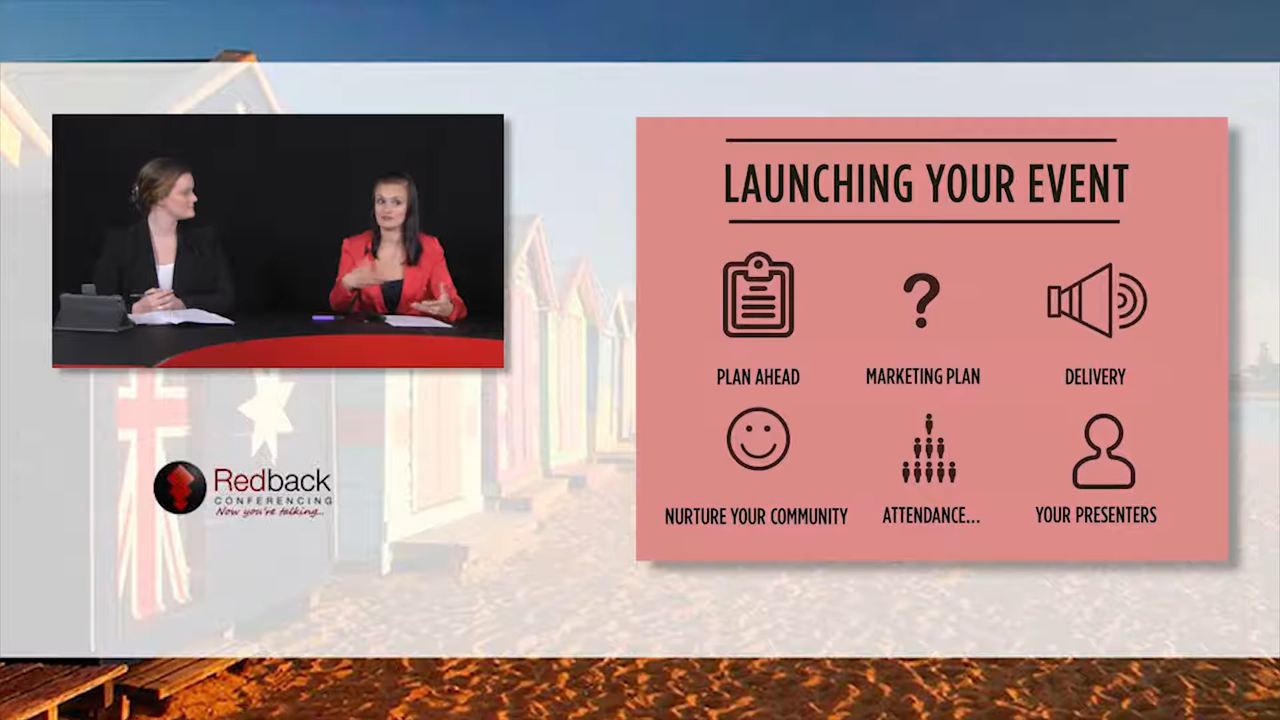 LAUNCHING YOUR EVENT
?
PLAN AHEAD
MARKETING PLAN
DELIVERY
NURTURE YOUR COMMUNITY
ATTENDANCE...
YOUR PRESENTERS
Redback
CONFERENCING
Now you're talking..